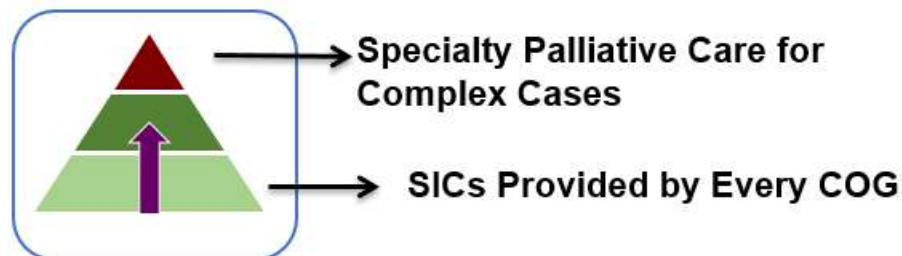 Specialty Palliative Care for
Complex Cases
SICs Provided by Every COG